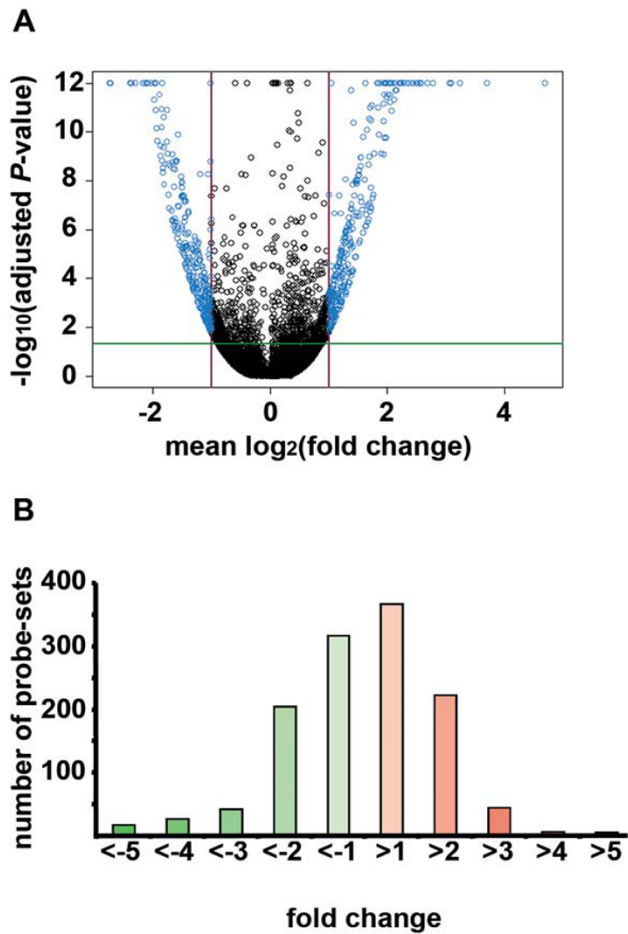 A
-log10(adjusted P-value)
12
10
8
6
4
2
0
-2 0 2 4
mean log2(fold change)
B
number of probe-sets
400
300
200
100
<-5 <-4 <-3 <-2 <-1 >1 >2 >3 >4 >5
fold change